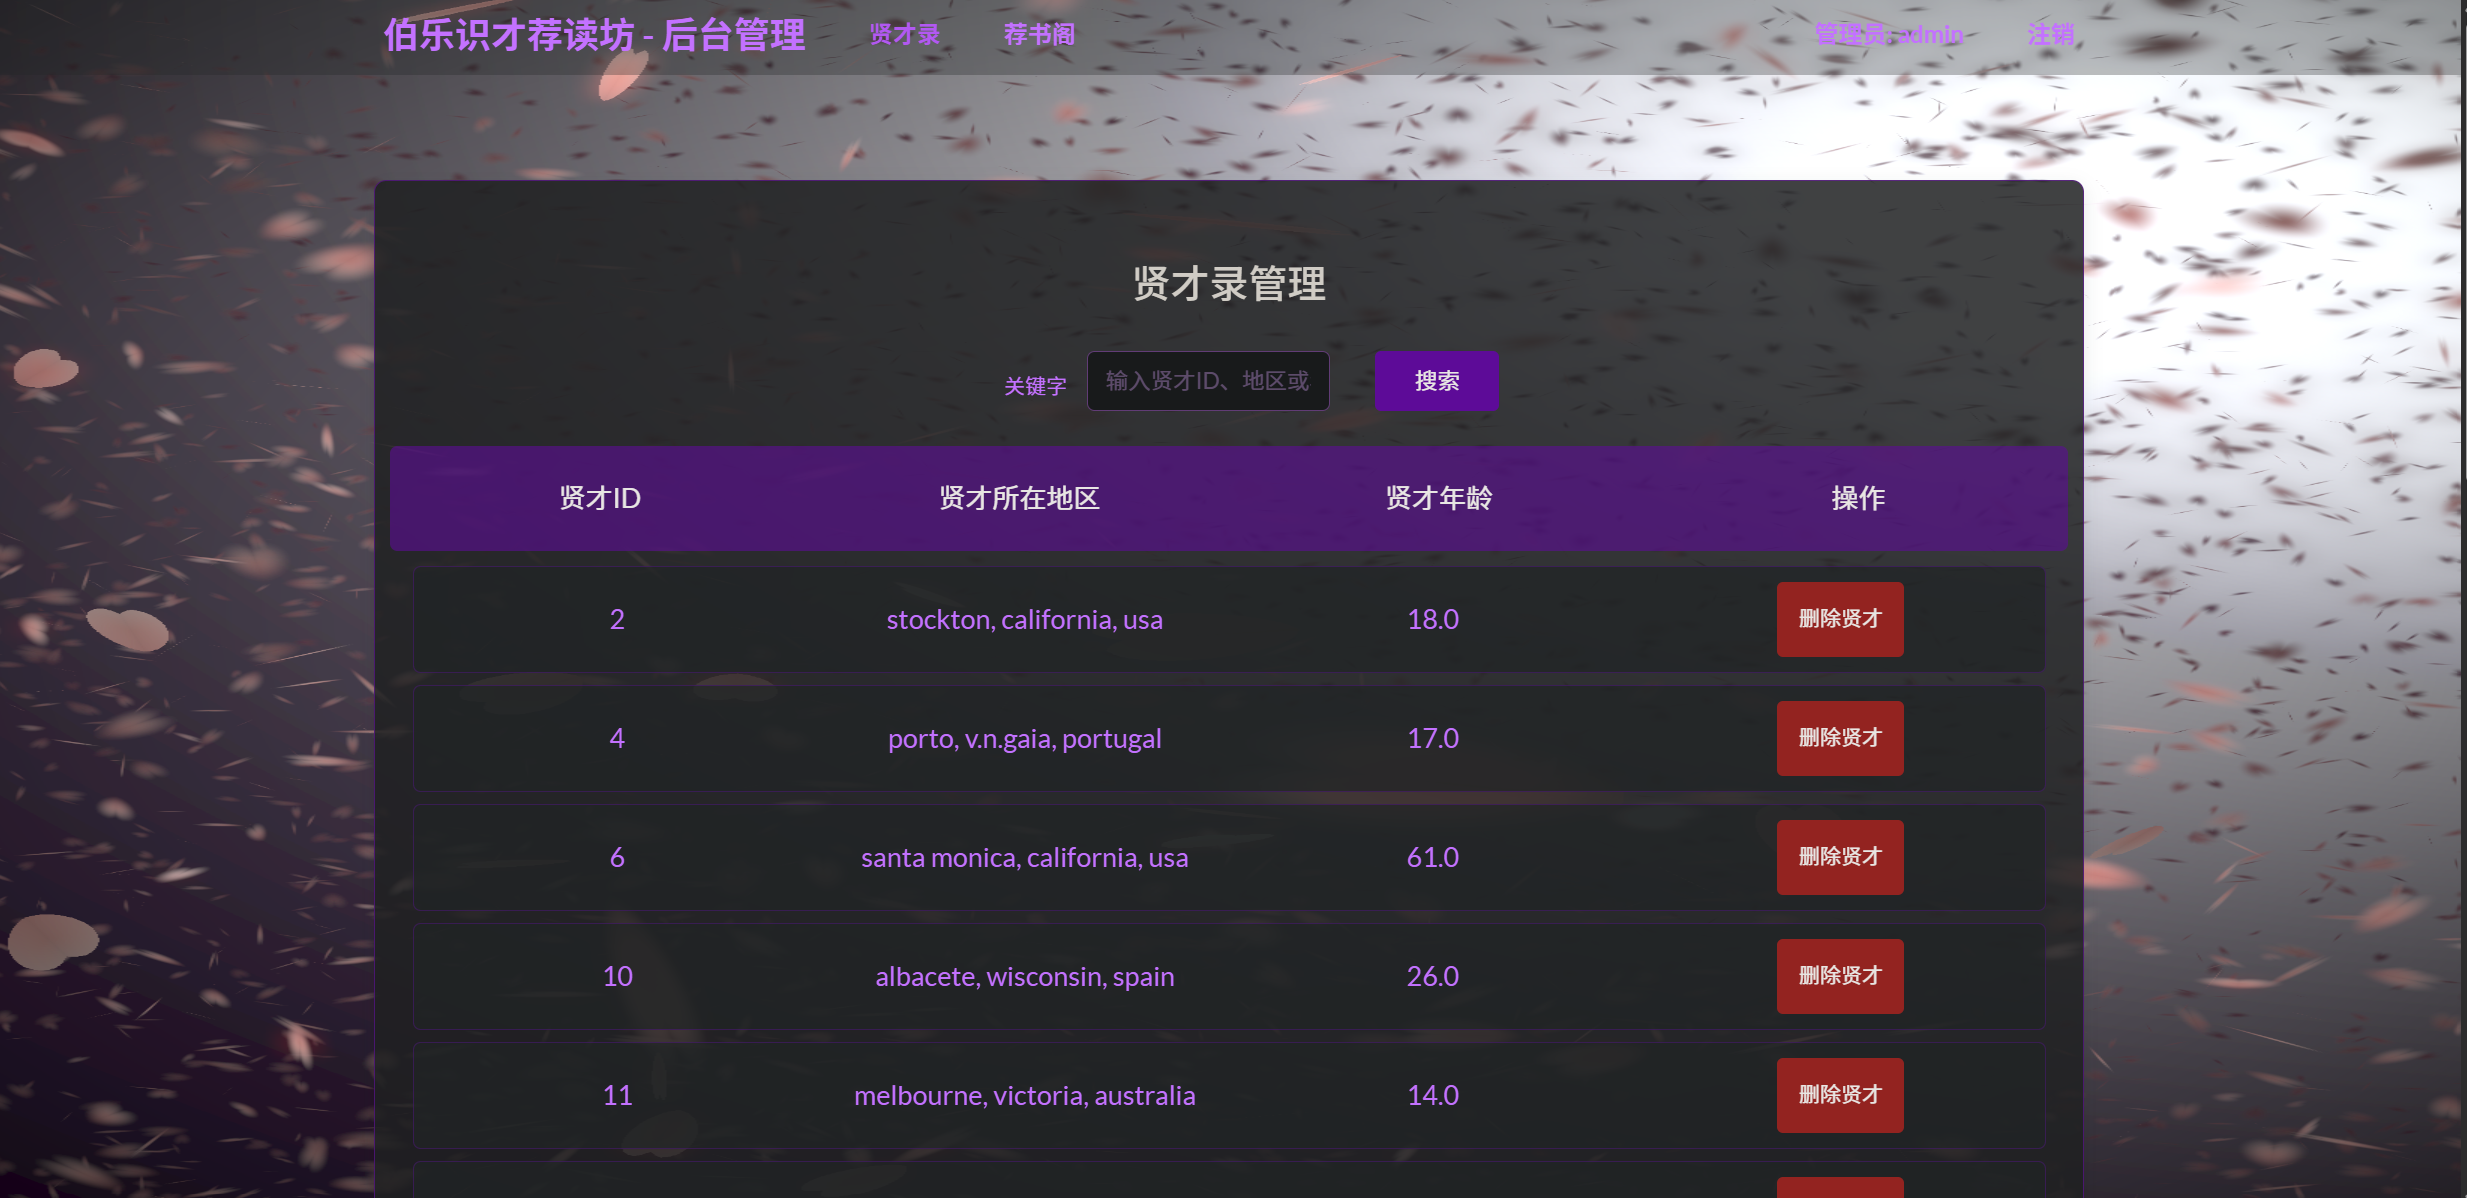 伯乐识才荐读坊 - 后台管理 贤才录 荐书阁 管理员: admin 注销
贤才录管理
关键字 输入贤才ID、地区或 搜索
贤才ID 贤才所在地区 贤才年龄 操作
2 stockton, california, usa 18.0 删除贤才
4 porto, v.n.gaia, portugal 17.0 删除贤才
6 santa monica, california, usa 61.0 删除贤才
10 albacete, wisconsin, spain 26.0 删除贤才
11 melbourne, victoria, australia 14.0 删除贤才